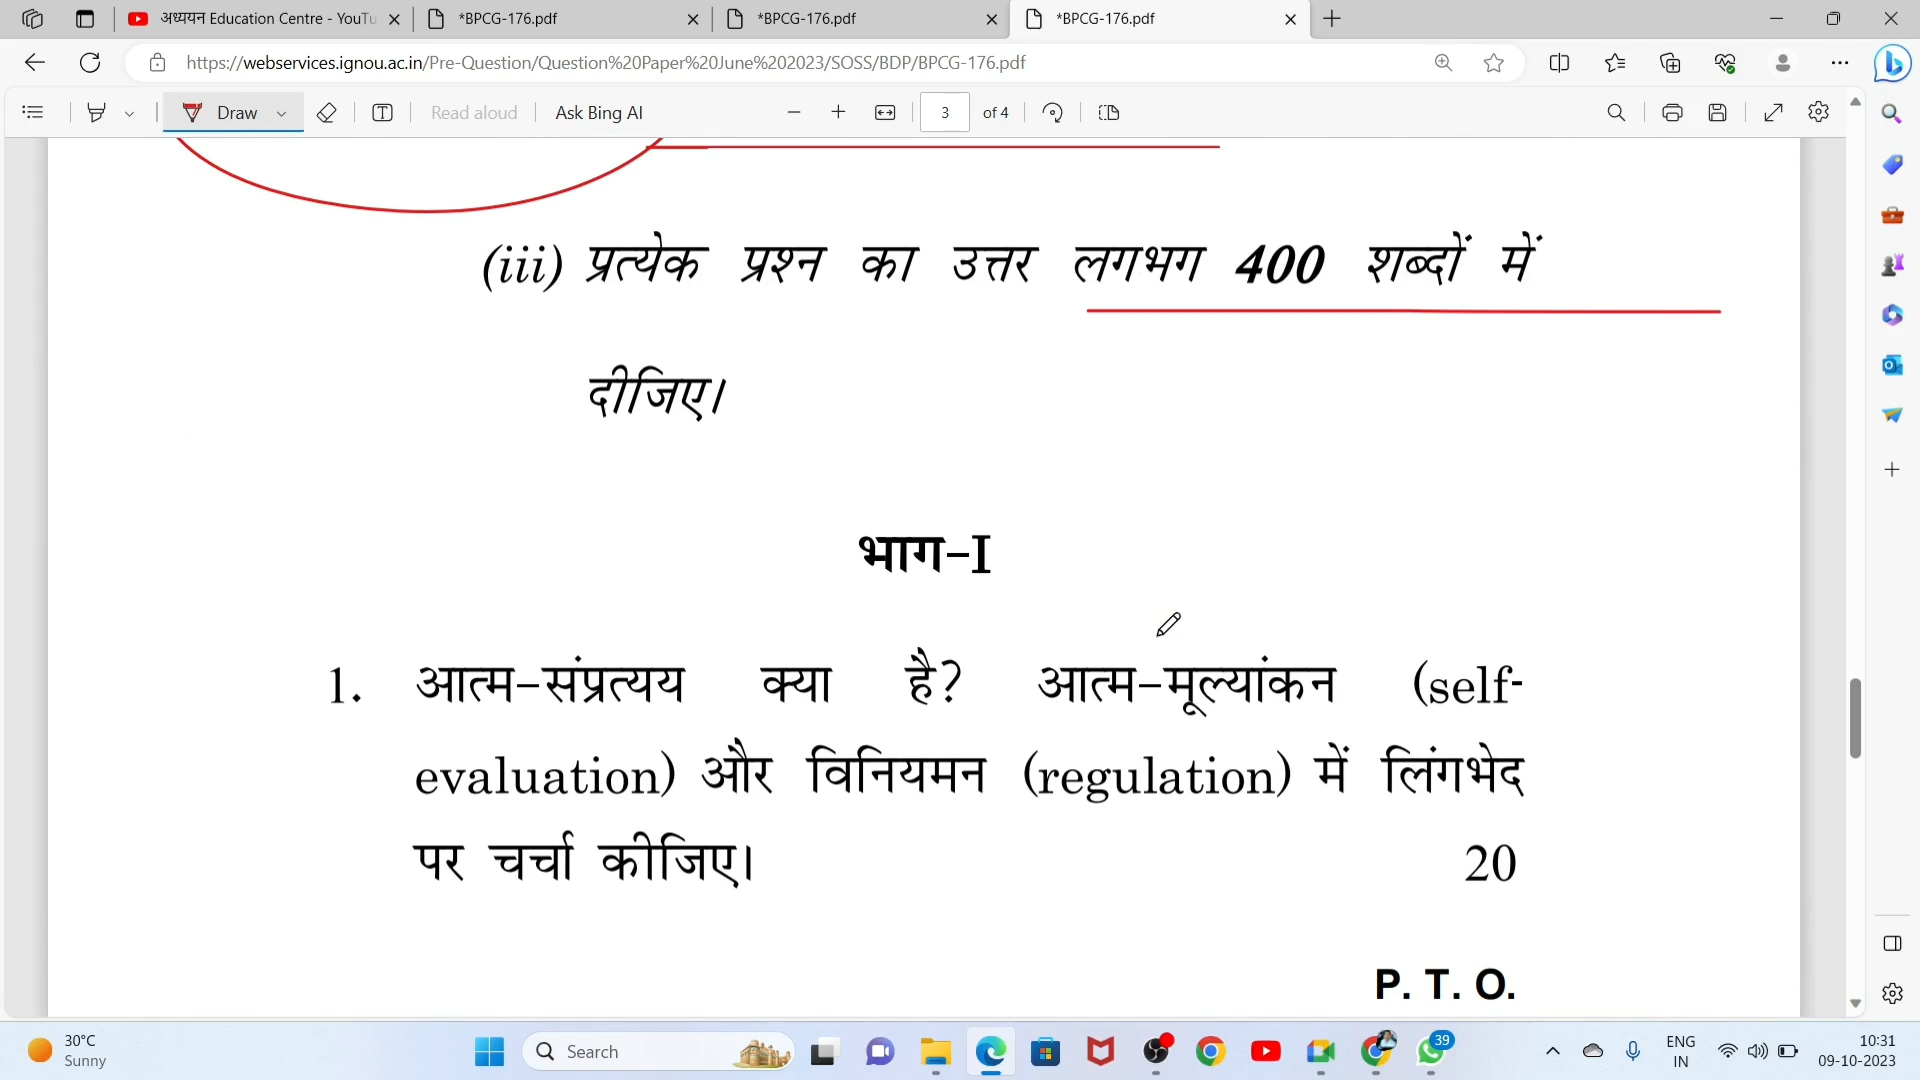 अध्ययन Education Centre - YouTu
*BPCG-176.pdf
*BPCG-176.pdf
*BPCG-176.pdf
https://webservices.ignou.ac.in/Pre-Question/Question%20Paper%20June%202023/SOSS/BDP/BPCG-176.pdf
Draw
Read aloud
Ask Bing AI
3 of 4
(iii) प्रत्येक प्रश्न का उत्तर लगभग 400 शब्दों में
दीजिए।
भाग-I
1. आत्म-संप्रत्यय क्या है? आत्म-मूल्यांकन (self-
evaluation) और विनियमन (regulation) में लिंगभेद
पर चर्चा कीजिए। 20
P. T. O.
30°C
Sunny
Search
39
ENG
IN
10:31
09-10-2023